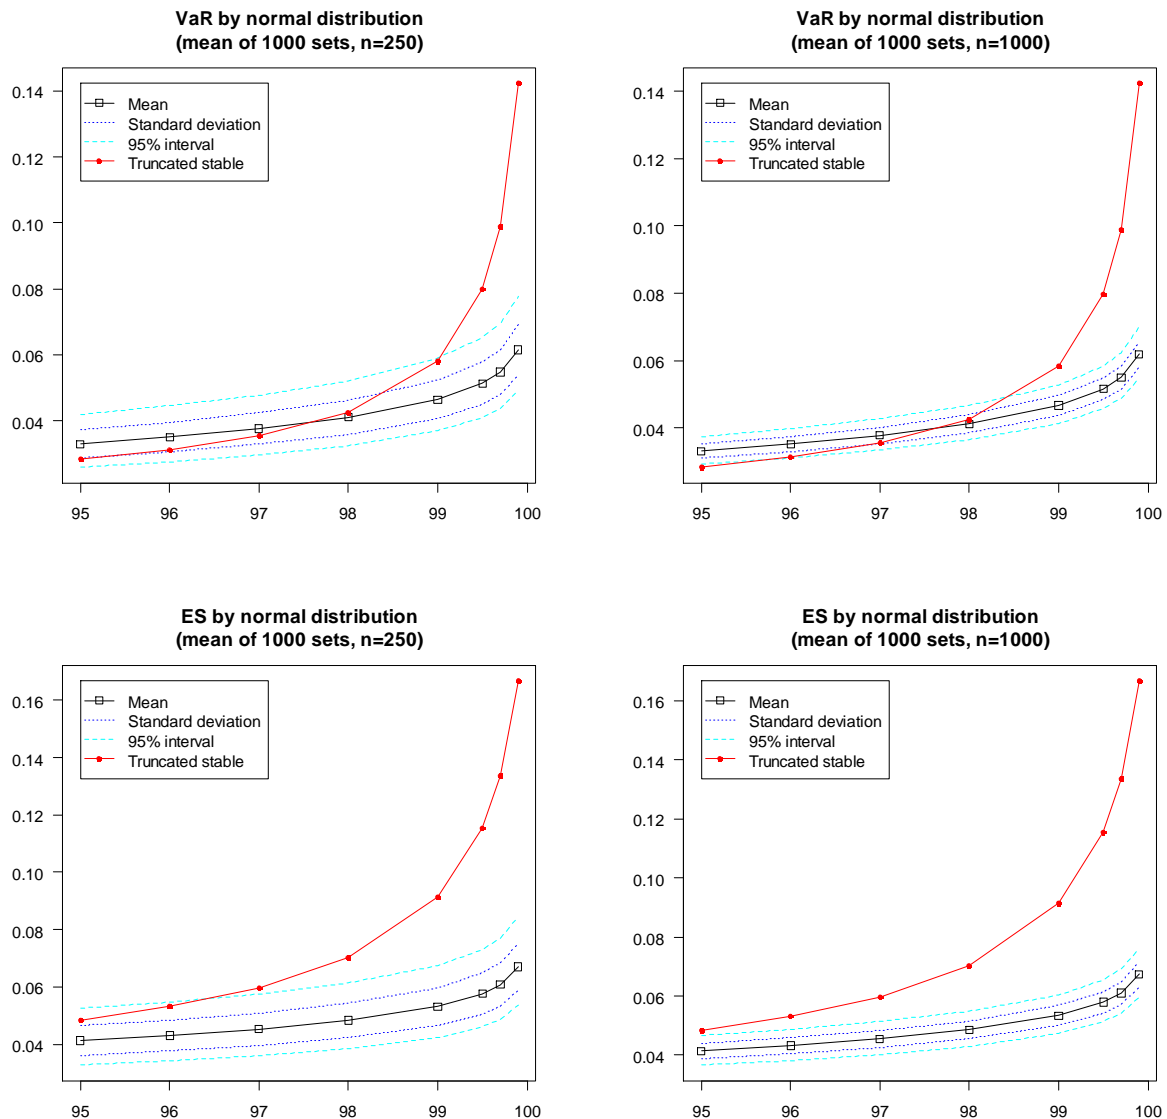 VaR by normal distribution
(mean of 1000 sets, n=250)
0.14
0.12
0.10
0.08
0.06
0.04
Mean
Standard deviation
95% interval
Truncated stable
95 96 97 98 99 100
VaR by normal distribution
(mean of 1000 sets, n=1000)
0.14
0.12
0.10
0.08
0.06
0.04
Mean
Standard deviation
95% interval
Truncated stable
95 96 97 98 99 100
ES by normal distribution
(mean of 1000 sets, n=250)
0.16
0.14
0.12
0.10
0.08
0.06
0.04
Mean
Standard deviation
95% interval
Truncated stable
95 96 97 98 99 100
ES by normal distribution
(mean of 1000 sets, n=1000)
0.16
0.14
0.12
0.10
0.08
0.06
0.04
Mean
Standard deviation
95% interval
Truncated stable
95 96 97 98 99 100